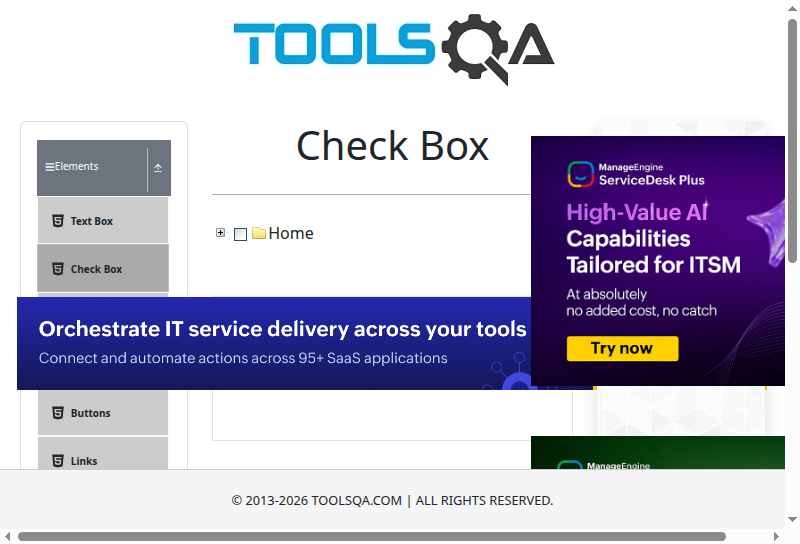 TOOLSQA
Check Box
Elements
Text Box
Check Box
Home
ManageEngine
ServiceDesk Plus
High-Value AI
Capabilities
Tailored for ITSM
At absolutely
no added cost, no catch
Try now
Orchestrate IT service delivery across your tools
Connect and automate actions across 95+ SaaS applications
Buttons
Links
ManageEngine
© 2013-2026 TOOLSQA.COM | ALL RIGHTS RESERVED.